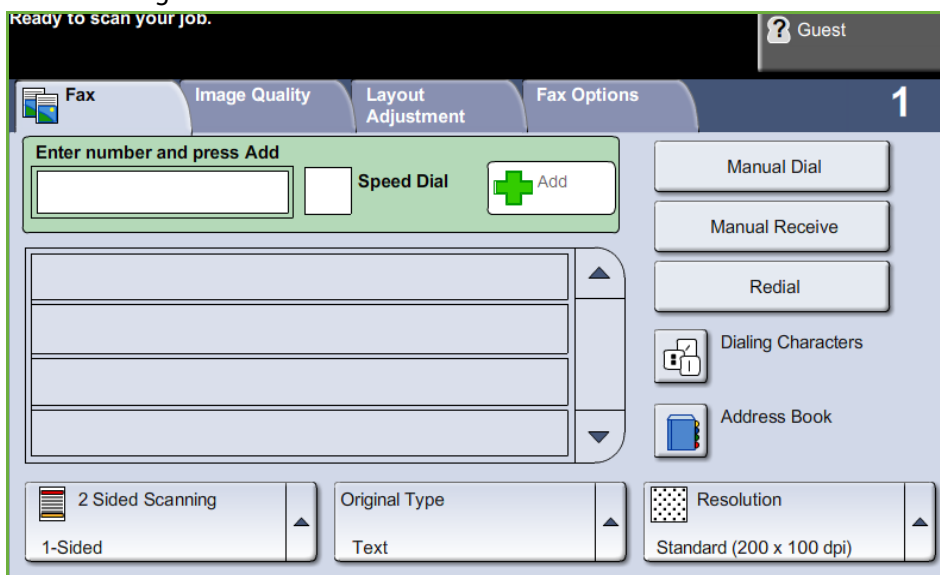 Ready to scan your job.
? Guest
Fax
Image Quality
Layout
Adjustment
Fax Options
1
Enter number and press Add
Speed Dial
Add
Manual Dial
Manual Receive
Redial
Dialing Characters
Address Book
2 Sided Scanning
1-Sided
Original Type
Text
Resolution
Standard (200 x 100 dpi)